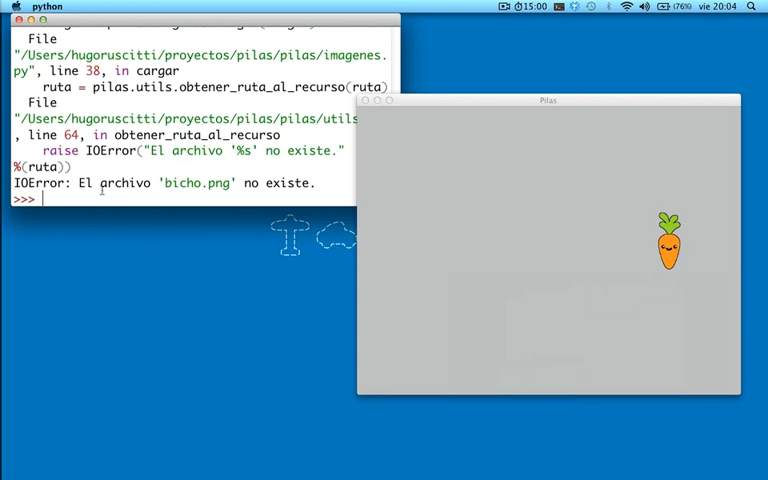 python
15:00
(76%)
vie 20:04
File
"/Users/hugoruscitti/proyectos/pilas/pilas/imagenes.
py", line 38, in cargar
ruta = pilas.utils.obtener_ruta_al_recurso(ruta)
File
"/Users/hugoruscitti/proyectos/pilas/pilas/utils
, line 64, in obtener_ruta_al_recurso
raise IOError("El archivo '%s' no existe."
%(ruta))
IOError: El archivo 'bicho.png' no existe.
>>>
Pilas